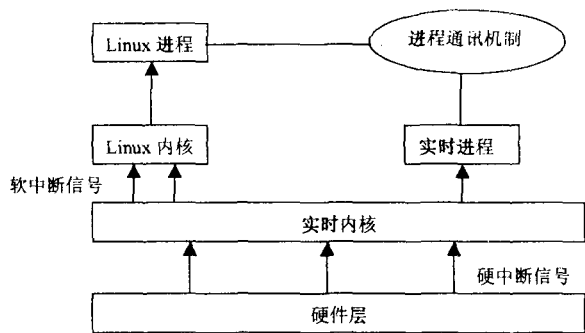 Linux 进程
进程通讯机制
Linux 内核
实时进程
软中断信号
实时内核
硬中断信号
硬件层